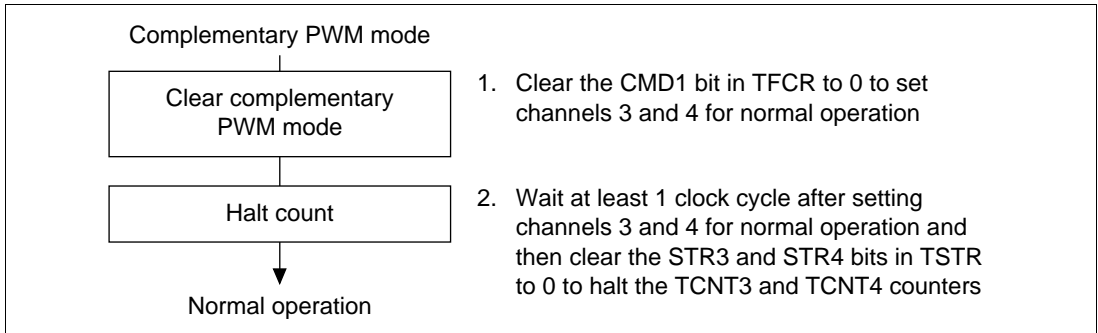 Complementary PWM mode
Clear complementary
PWM mode
1. Clear the CMD1 bit in TFCR to 0 to set
channels 3 and 4 for normal operation
Halt count
2. Wait at least 1 clock cycle after setting
channels 3 and 4 for normal operation and
then clear the STR3 and STR4 bits in TSTR
to 0 to halt the TCNT3 and TCNT4 counters
Normal operation